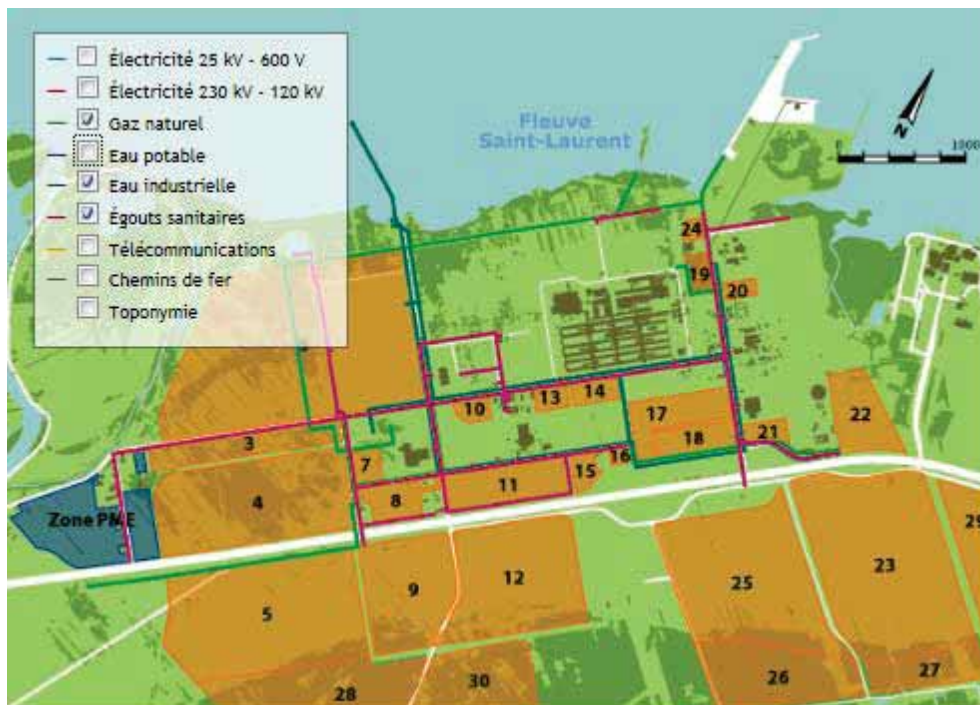 Électricité 25 kV - 600 V
Électricité 230 kV - 120 kV
Gaz naturel
Eau potable
Eau industrielle
Égouts sanitaires
Télécommunications
Chemins de fer
Toponymie
Fleuve
Saint-Laurent
N
0 1000
24
19
20
3
10
13
14
17
18
21
22
7
4
8
11
15
16
Zone PME
5
9
12
25
23
29
28
30
26
27